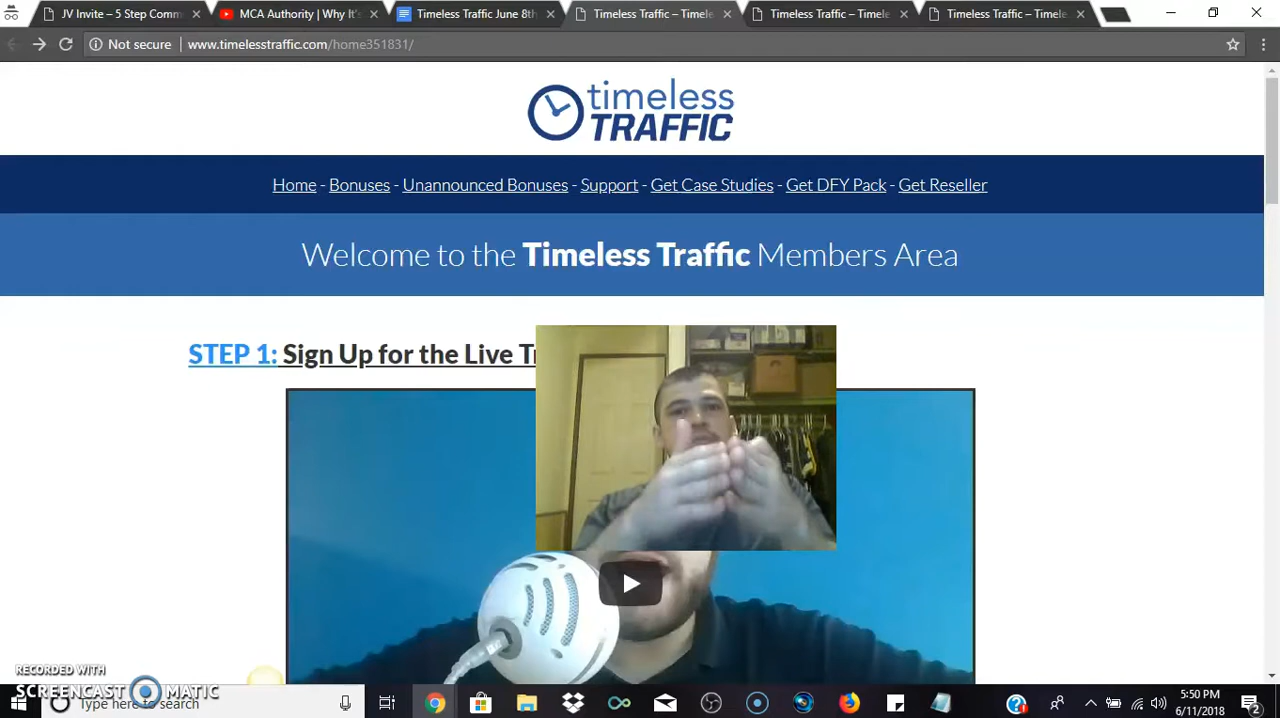 JV Invite – 5 Step Comm
MCA Authority | Why It's
Timeless Traffic June 8th
Timeless Traffic – Timele
Timeless Traffic – Timele
Timeless Traffic – Timele
Not secure | www.timelesstraffic.com/home351831/
timeless
TRAFFIC
Home - Bonuses - Unannounced Bonuses - Support - Get Case Studies - Get DFY Pack - Get Reseller
Welcome to the Timeless Traffic Members Area
STEP 1: Sign Up for the Live Tr
RECORDED WITH
SCREENCAST MATIC
Type here to search
5:50 PM
6/11/2018
2